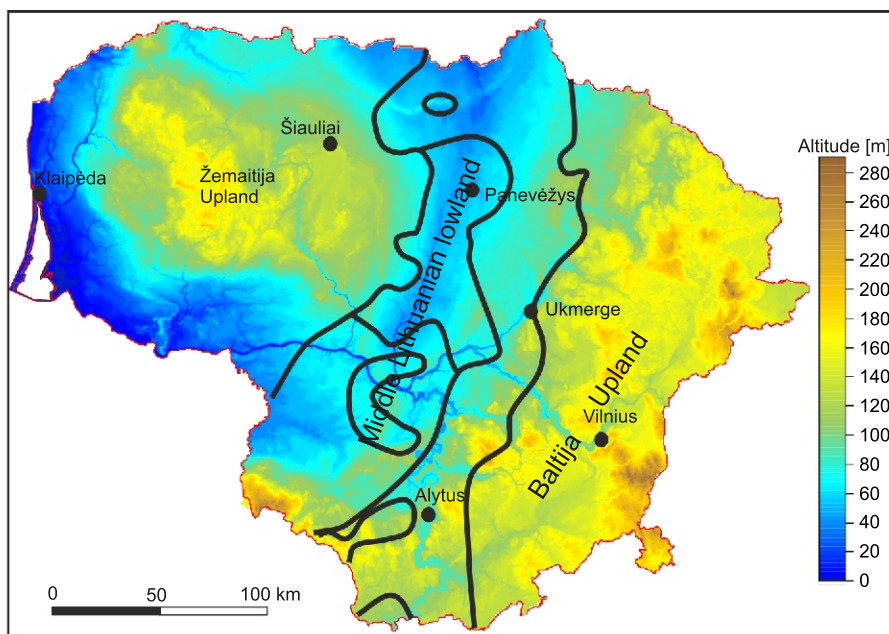 Šiauliai
Altitude [m]
280
260
240
220
200
180
160
140
120
100
80
60
40
20
0
Klaipėda
Žemaitija
Upland
Panevėžys
Middle Lithuanian lowland
Ukmerge
Baltija Upland
Vilnius
Alytus
0 50 100 km